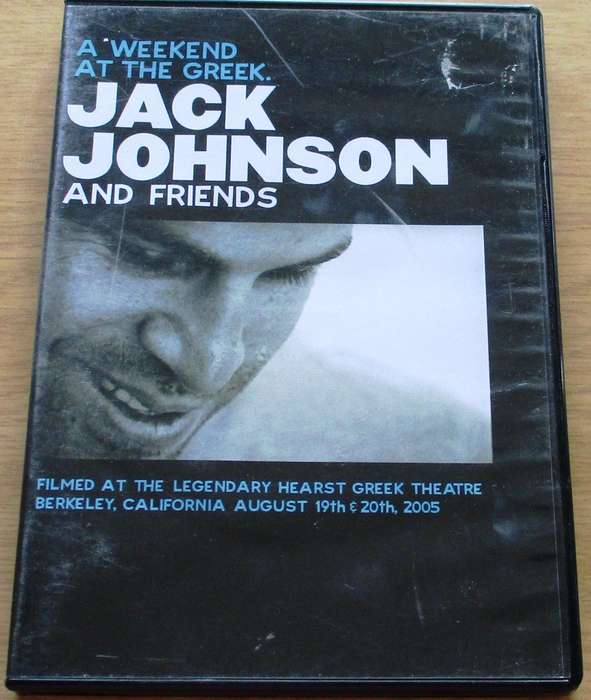 A WEEKEND
AT THE GREEK.
JACK
JOHNSON
AND FRIENDS
FILMED AT THE LEGENDARY HEARST GREEK THEATRE
BERKELEY, CALIFORNIA AUGUST 19th & 20th, 2005